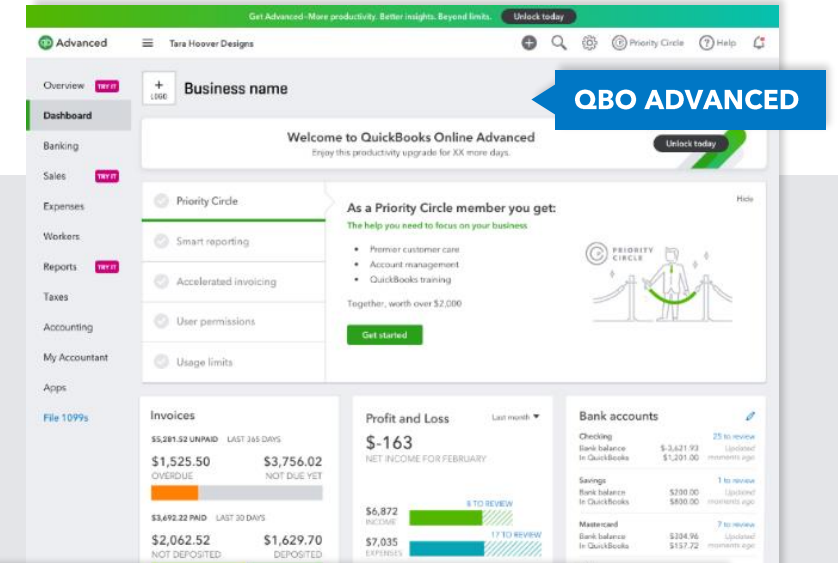 Get Advanced–More productivity. Better insights. Beyond limits. Unlock today
qb Advanced Tara Hoover Designs Priority Circle ? Help
QBO ADVANCED
Overview TRY IT
Dashboard
Banking
Sales TRY IT
Expenses
Workers
Reports TRY IT
Taxes
Accounting
My Accountant
Apps
File 1099s
+
LOGO
Business name
Welcome to QuickBooks Online Advanced
Enjoy this productivity upgrade for XX more days.
Unlock today
Priority Circle
Smart reporting
Accelerated invoicing
User permissions
Usage limits
As a Priority Circle member you get:
Hide
The help you need to focus on your business
• Premier customer care
• Account management
• QuickBooks training
Together, worth over $2,000
Get started
PRIORITY
CIRCLE
Invoices
$5,281.52 UNPAID LAST 365 DAYS
$1,525.50 $3,756.02
OVERDUE NOT DUE YET
$3,692.22 PAID LAST 30 DAYS
$2,062.52 $1,629.70
NOT DEPOSITED DEPOSITED
Profit and Loss Last month
$-163
NET INCOME FOR FEBRUARY
8 TO REVIEW
$6,872
INCOME
17 TO REVIEW
$7,035
EXPENSES
Bank accounts
Checking 25 to review
Bank balance $-3,621.93 Updated
In QuickBooks $1,201.00 moments ago
Savings 1 to review
Bank balance $200.00 Updated
In QuickBooks $800.00 moments ago
Mastercard 7 to review
Bank balance $304.96 Updated
In QuickBooks $157.72 moments ago